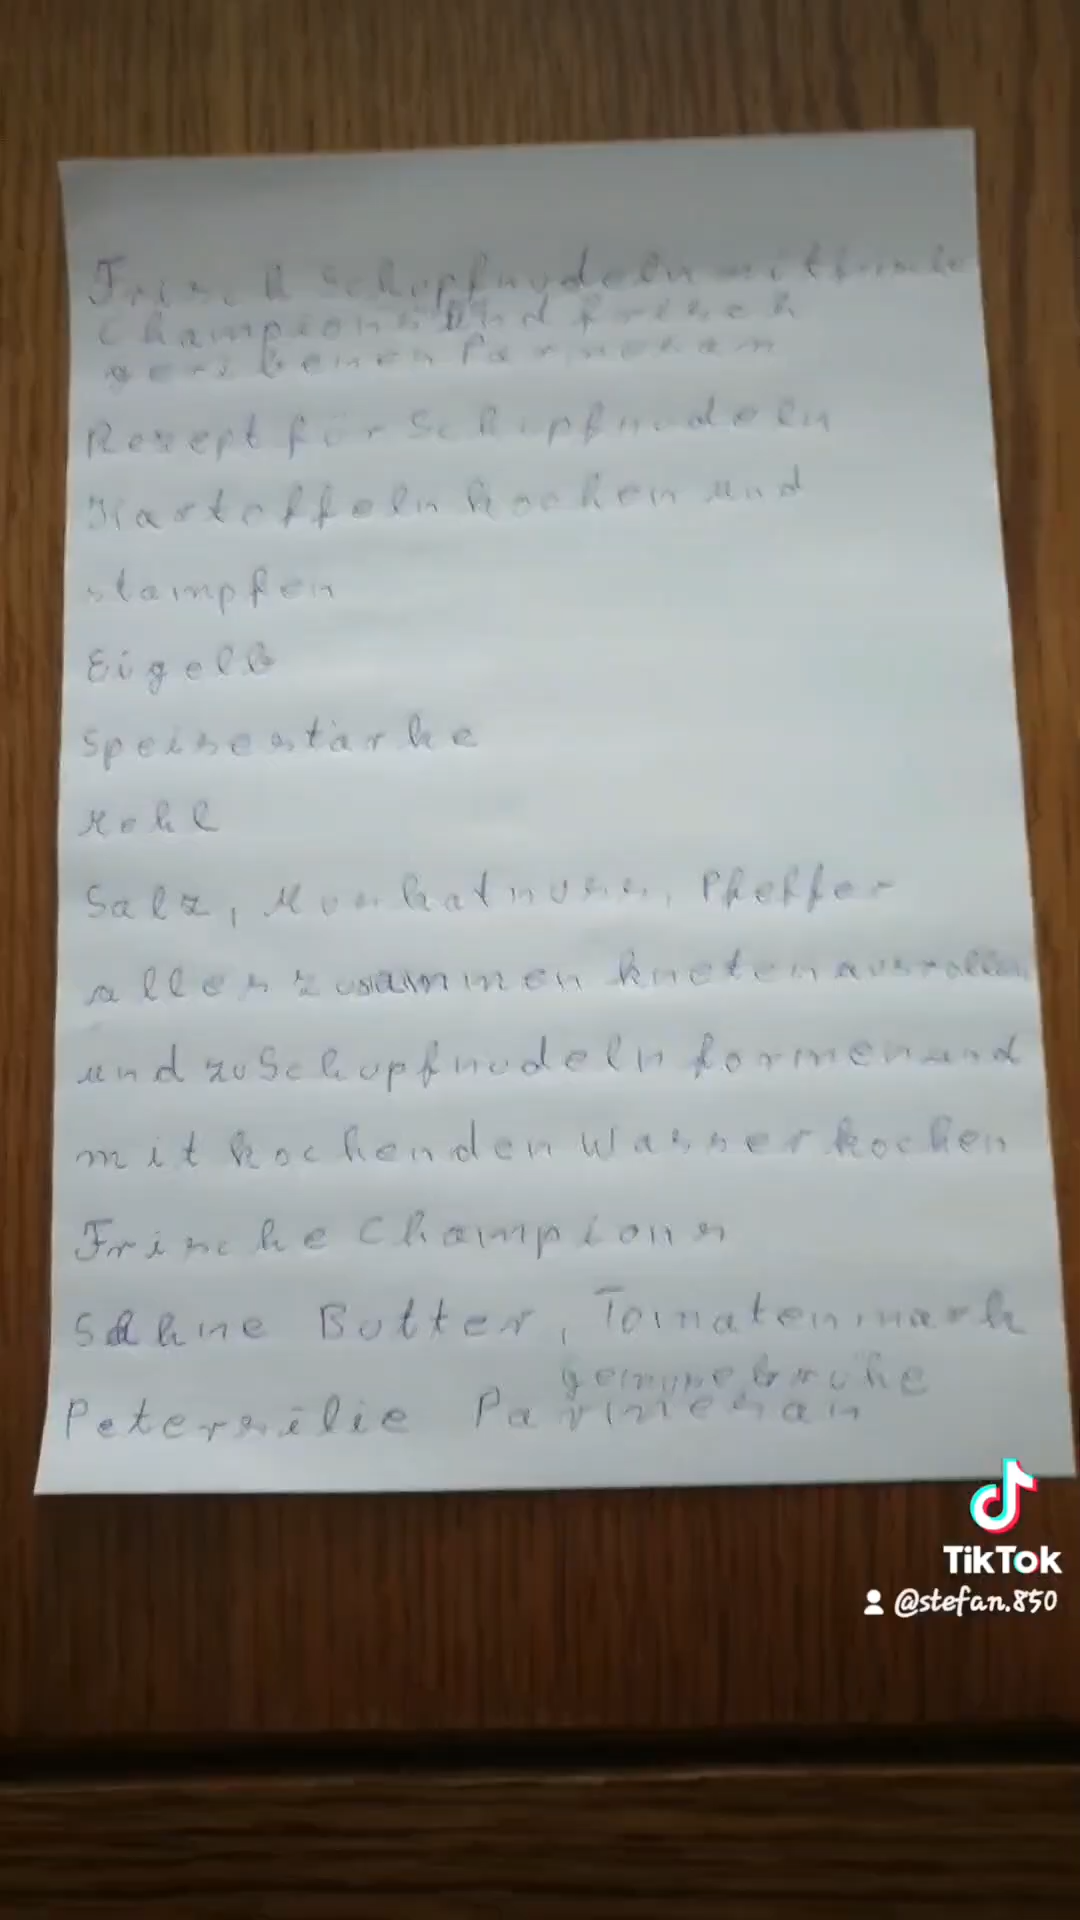 Frisch Schupfnudeln mit frische
Champions und frisch
geriebenen Parmesam
Rezept für Schupfnudeln
Kartoffeln kochen und
stampfen
Eigelb
Speisestärke
Mehl
Salz, Muskatnuss, Pfeffer
alles zusammen kneten ausrollen
und zu Schupfnudeln formen und
mit kochenden Wasser kochen
Frische Champions
Sahne Butter, Tomatenmark
gemüsebrühe
Petersilie Parmesan
TikTok
@stefan.850